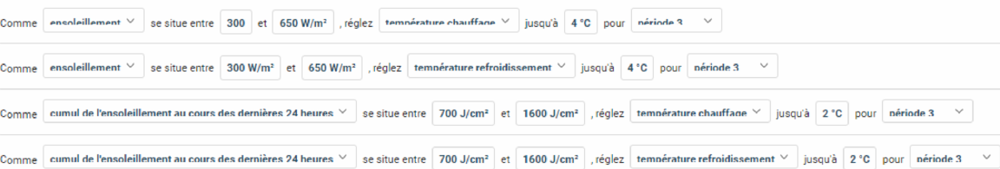 Comme ensoleillement se situe entre 300 et 650 W/m² , réglez température chauffage jusqu'à 4 °C pour période 3
Comme ensoleillement se situe entre 300 W/m² et 650 W/m² , réglez température refroidissement jusqu'à 4 °C pour période 3
Comme cumul de l'ensoleillement au cours des dernières 24 heures se situe entre 700 J/cm² et 1600 J/cm² , réglez température chauffage jusqu'à 2 °C pour période 3
Comme cumul de l'ensoleillement au cours des dernières 24 heures se situe entre 700 J/cm² et 1600 J/cm² , réglez température refroidissement jusqu'à 2 °C pour période 3